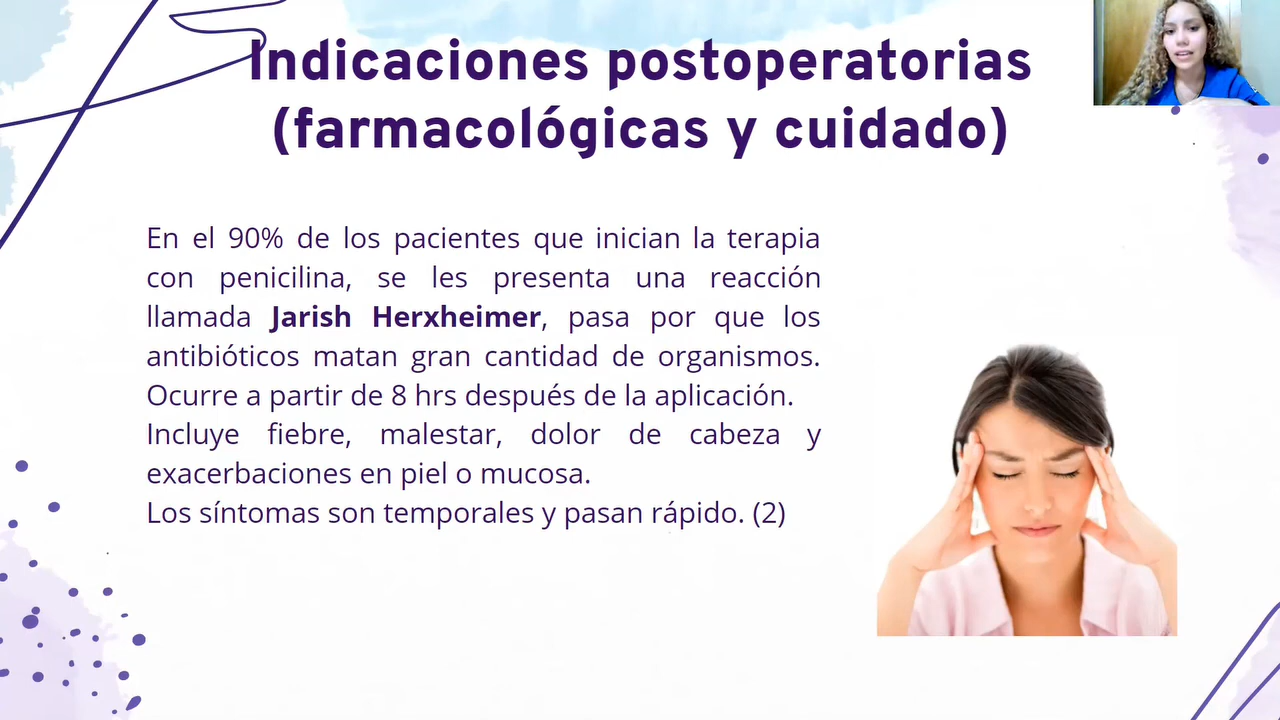 Indicaciones postoperatorias
(farmacológicas y cuidado)
En el 90% de los pacientes que inician la terapia
con penicilina, se les presenta una reacción
llamada Jarish Herxheimer, pasa por que los
antibióticos matan gran cantidad de organismos.
Ocurre a partir de 8 hrs después de la aplicación.
Incluye fiebre, malestar, dolor de cabeza y
exacerbaciones en piel o mucosa.
Los síntomas son temporales y pasan rápido. (2)